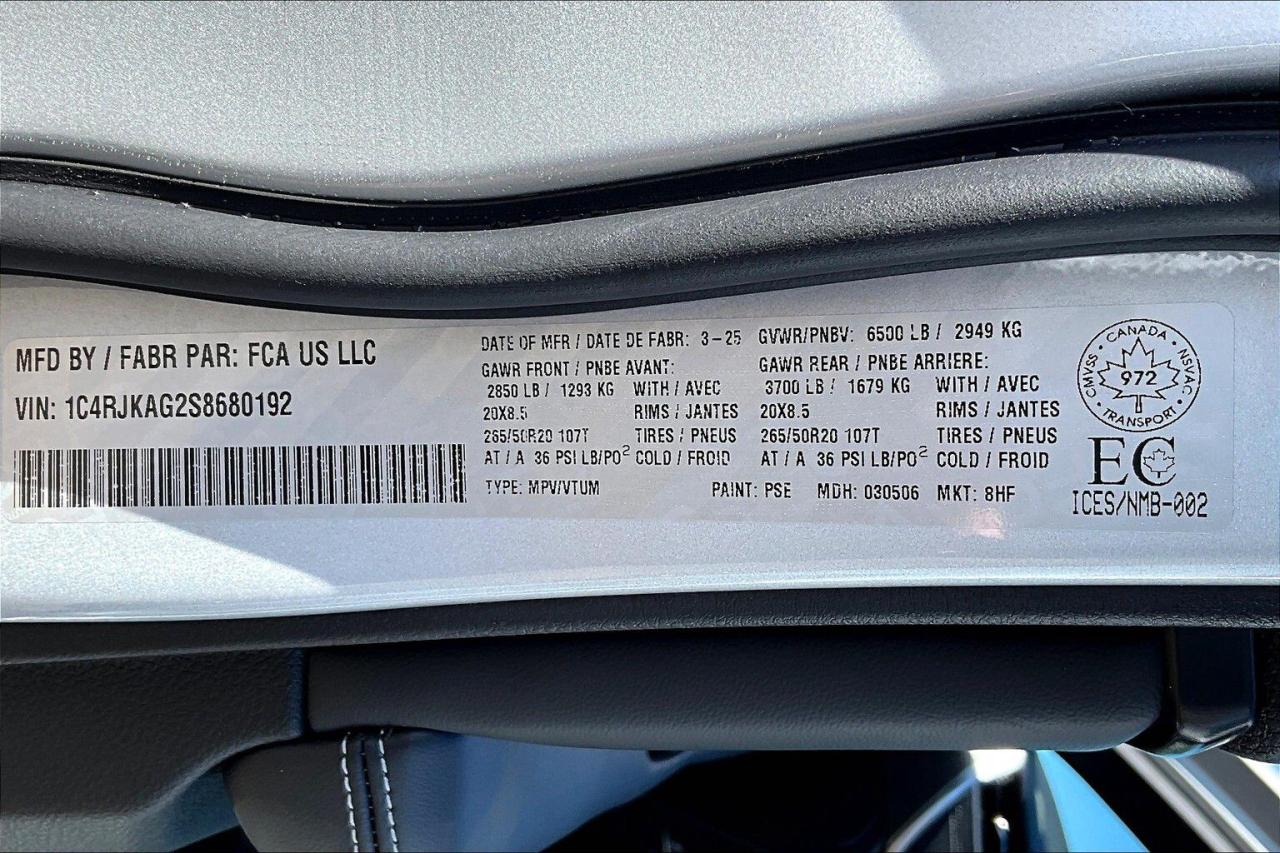 MFD BY / FABR PAR: FCA US LLC
VIN: 1C4RJKAG2S8680192
DATE OF MFR / DATE DE FABR: 3-25 GVWR/PNBV: 6500 LB / 2949 KG
GAWR FRONT / PNBE AVANT: GAWR REAR / PNBE ARRIERE:
2850 LB / 1293 KG WITH / AVEC 3700 LB / 1679 KG WITH / AVEC
20X8.5 RIMS / JANTES 20X8.5 RIMS / JANTES
265/50R20 107T TIRES / PNEUS 265/50R20 107T TIRES / PNEUS
AT / A 36 PSI LB/PO² COLD / FROID AT / A 36 PSI LB/PO² COLD / FROID
TYPE: MPV/VTUM PAINT: PSE MDH: 030506 MKT: 8HF
CANADA
CMVSS 972 NSVAC
TRANSPORT
EC
ICES/NMB-002